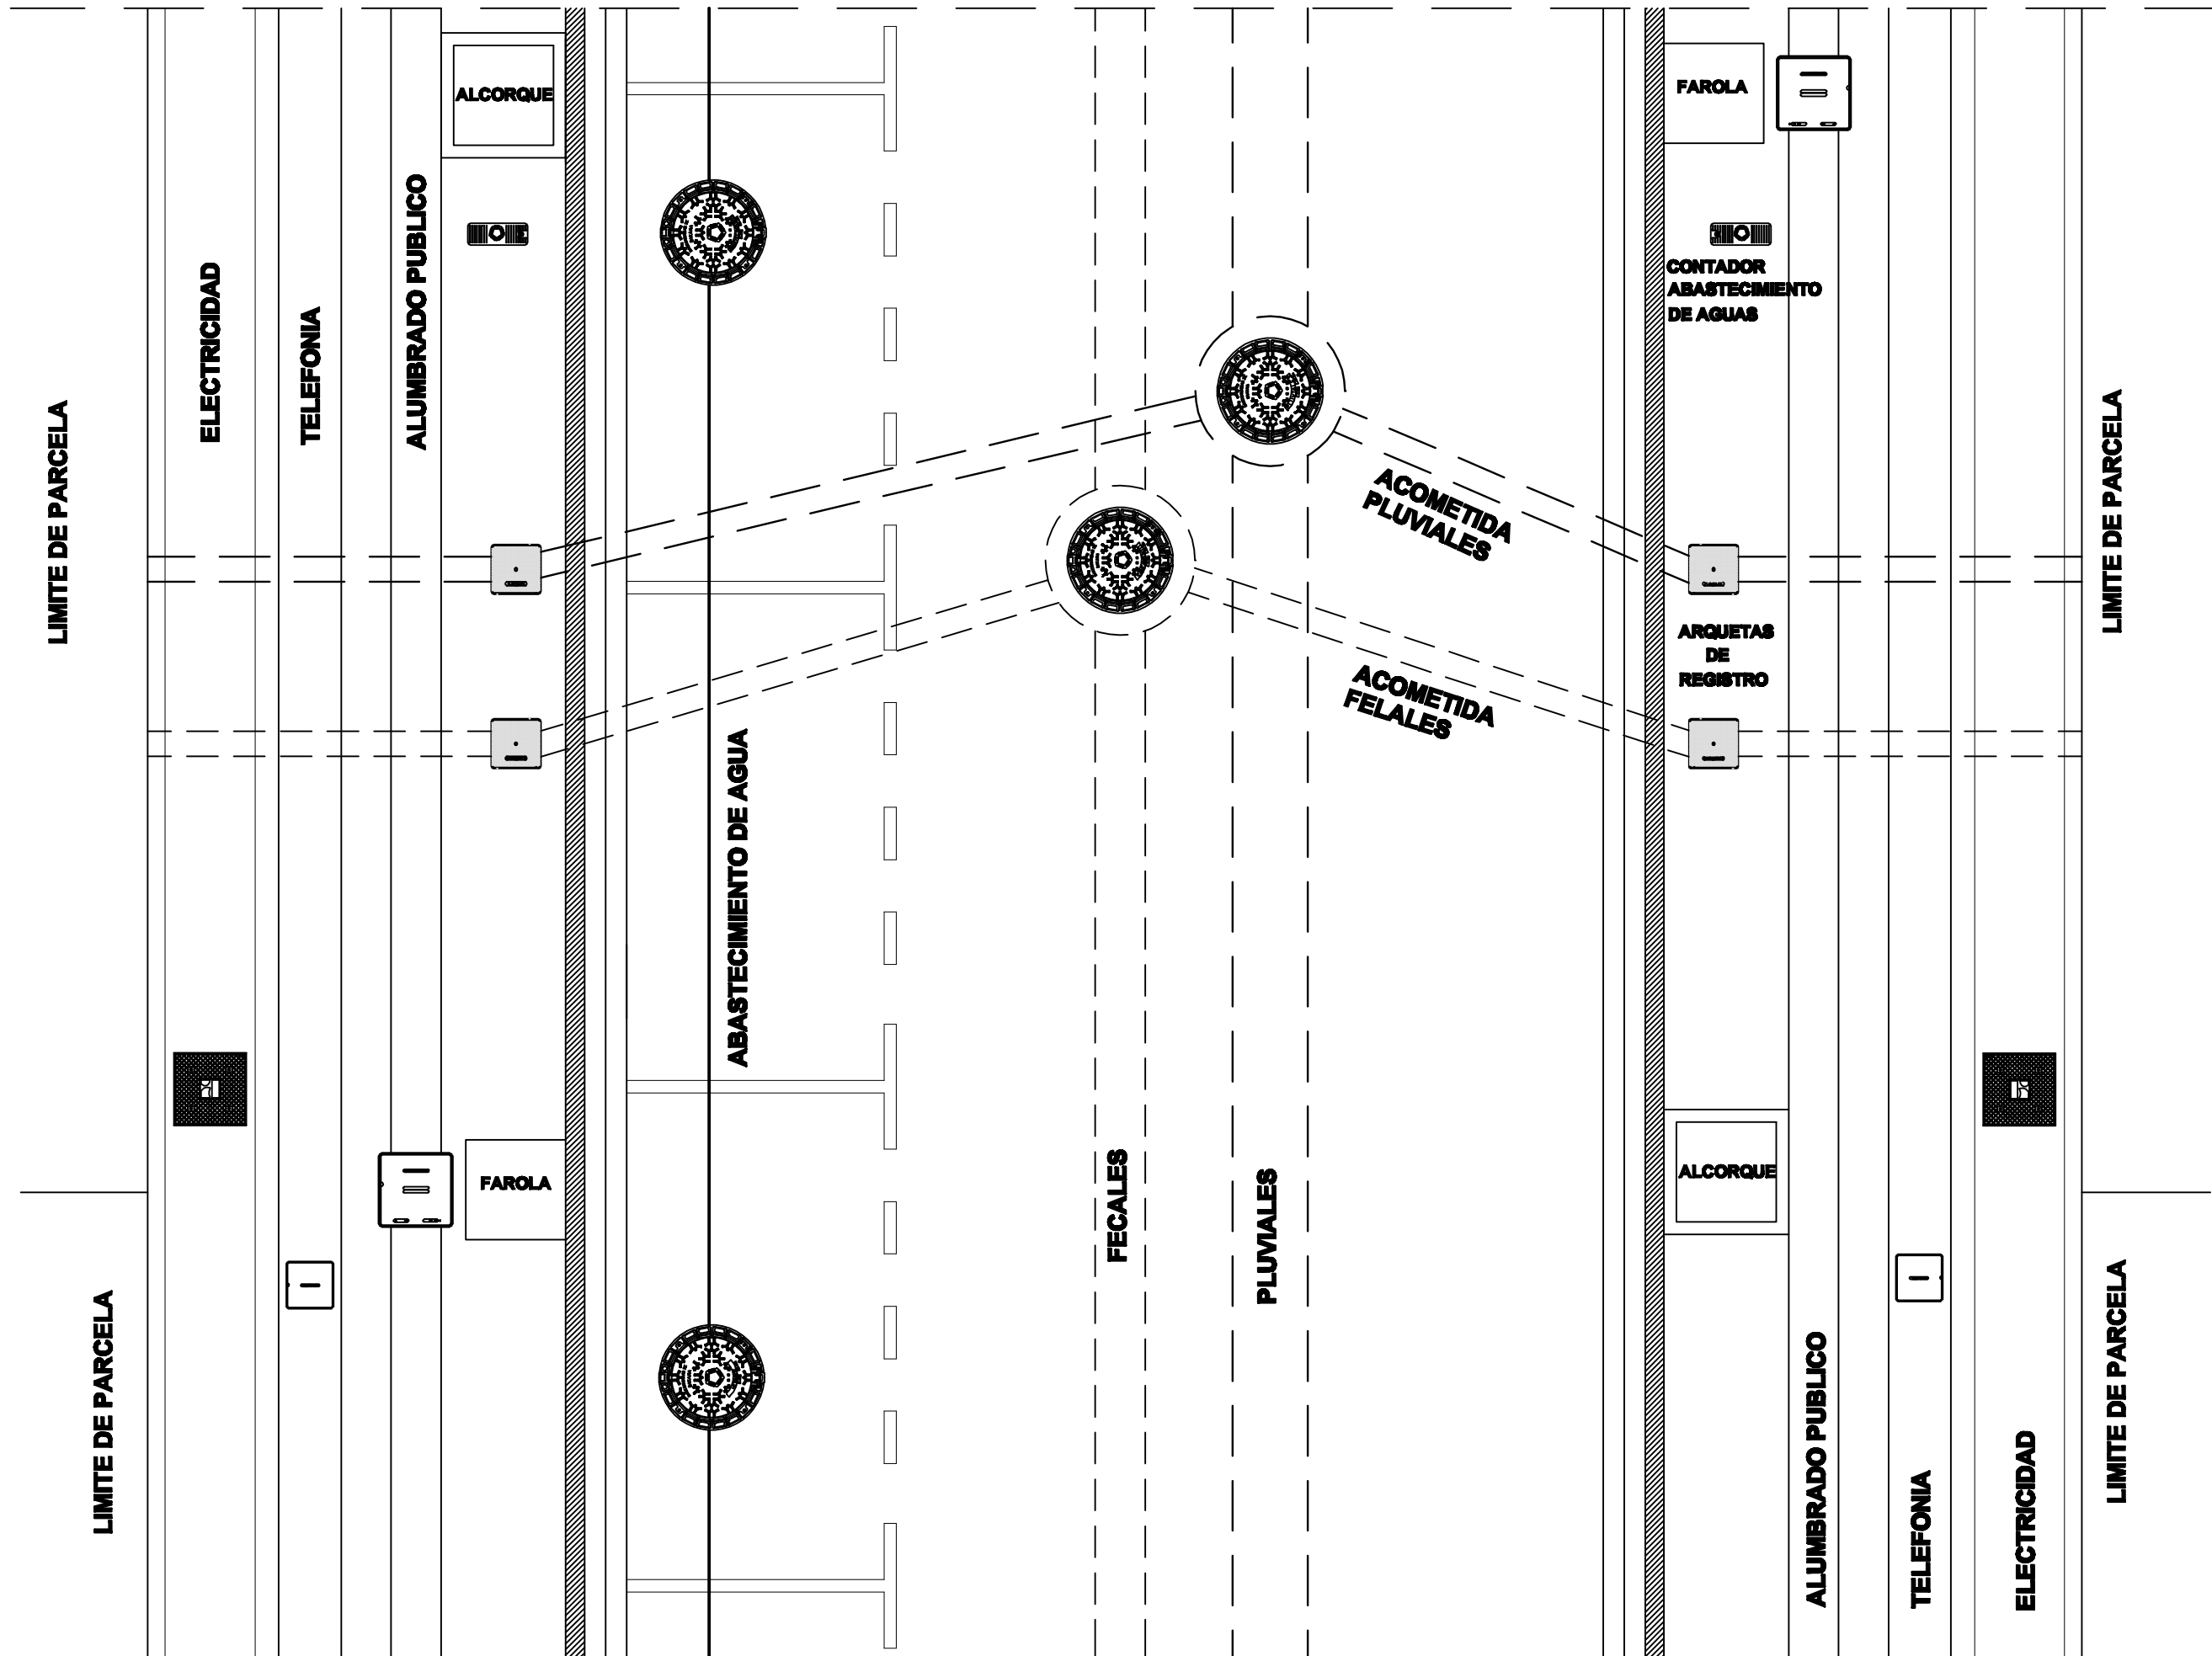 ALCORQUE
FAROLA
ALUMBRADO PUBLICO
ELECTRICIDAD
TELEFONIA
LIMITE DE PARCELA
CONTADOR
ABASTECIMIENTO
DE AGUAS
LIMITE DE PARCELA
ACOMETIDA
PLUVIALES
ARQUETAS
DE
REGISTRO
ACOMETIDA
FELALES
ABASTECIMIENTO DE AGUA
FAROLA
FECALES
PLUVIALES
ALCORQUE
LIMITE DE PARCELA
ALUMBRADO PUBLICO
TELEFONIA
ELECTRICIDAD
LIMITE DE PARCELA